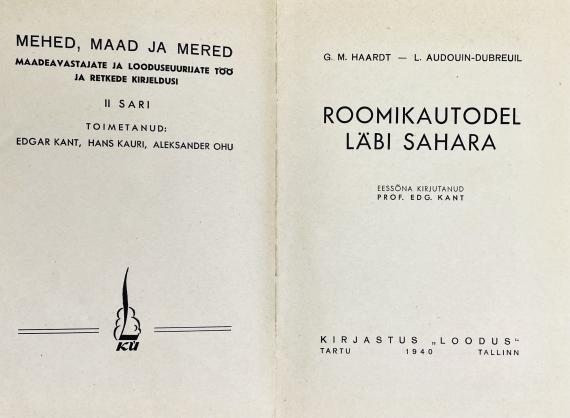 MEHED, MAAD JA MERED
MAADEAVASTAJATE JA LOODUSEUURIJATE TÖÖ
JA RETKEDE KIRJELDUSI
II SARI
TOIMETANUD:
EDGAR KANT, HANS KAURI, ALEKSANDER OHU
KÜ
G. M. HAARDT — L. AUDOUIN-DUBREUIL
ROOMIKAUTODEL
LÄBI SAHARA
EESSÕNA KIRJUTANUD
PROF. EDG. KANT
KIRJASTUS „LOODUS“
TARTU 1940 TALLINN